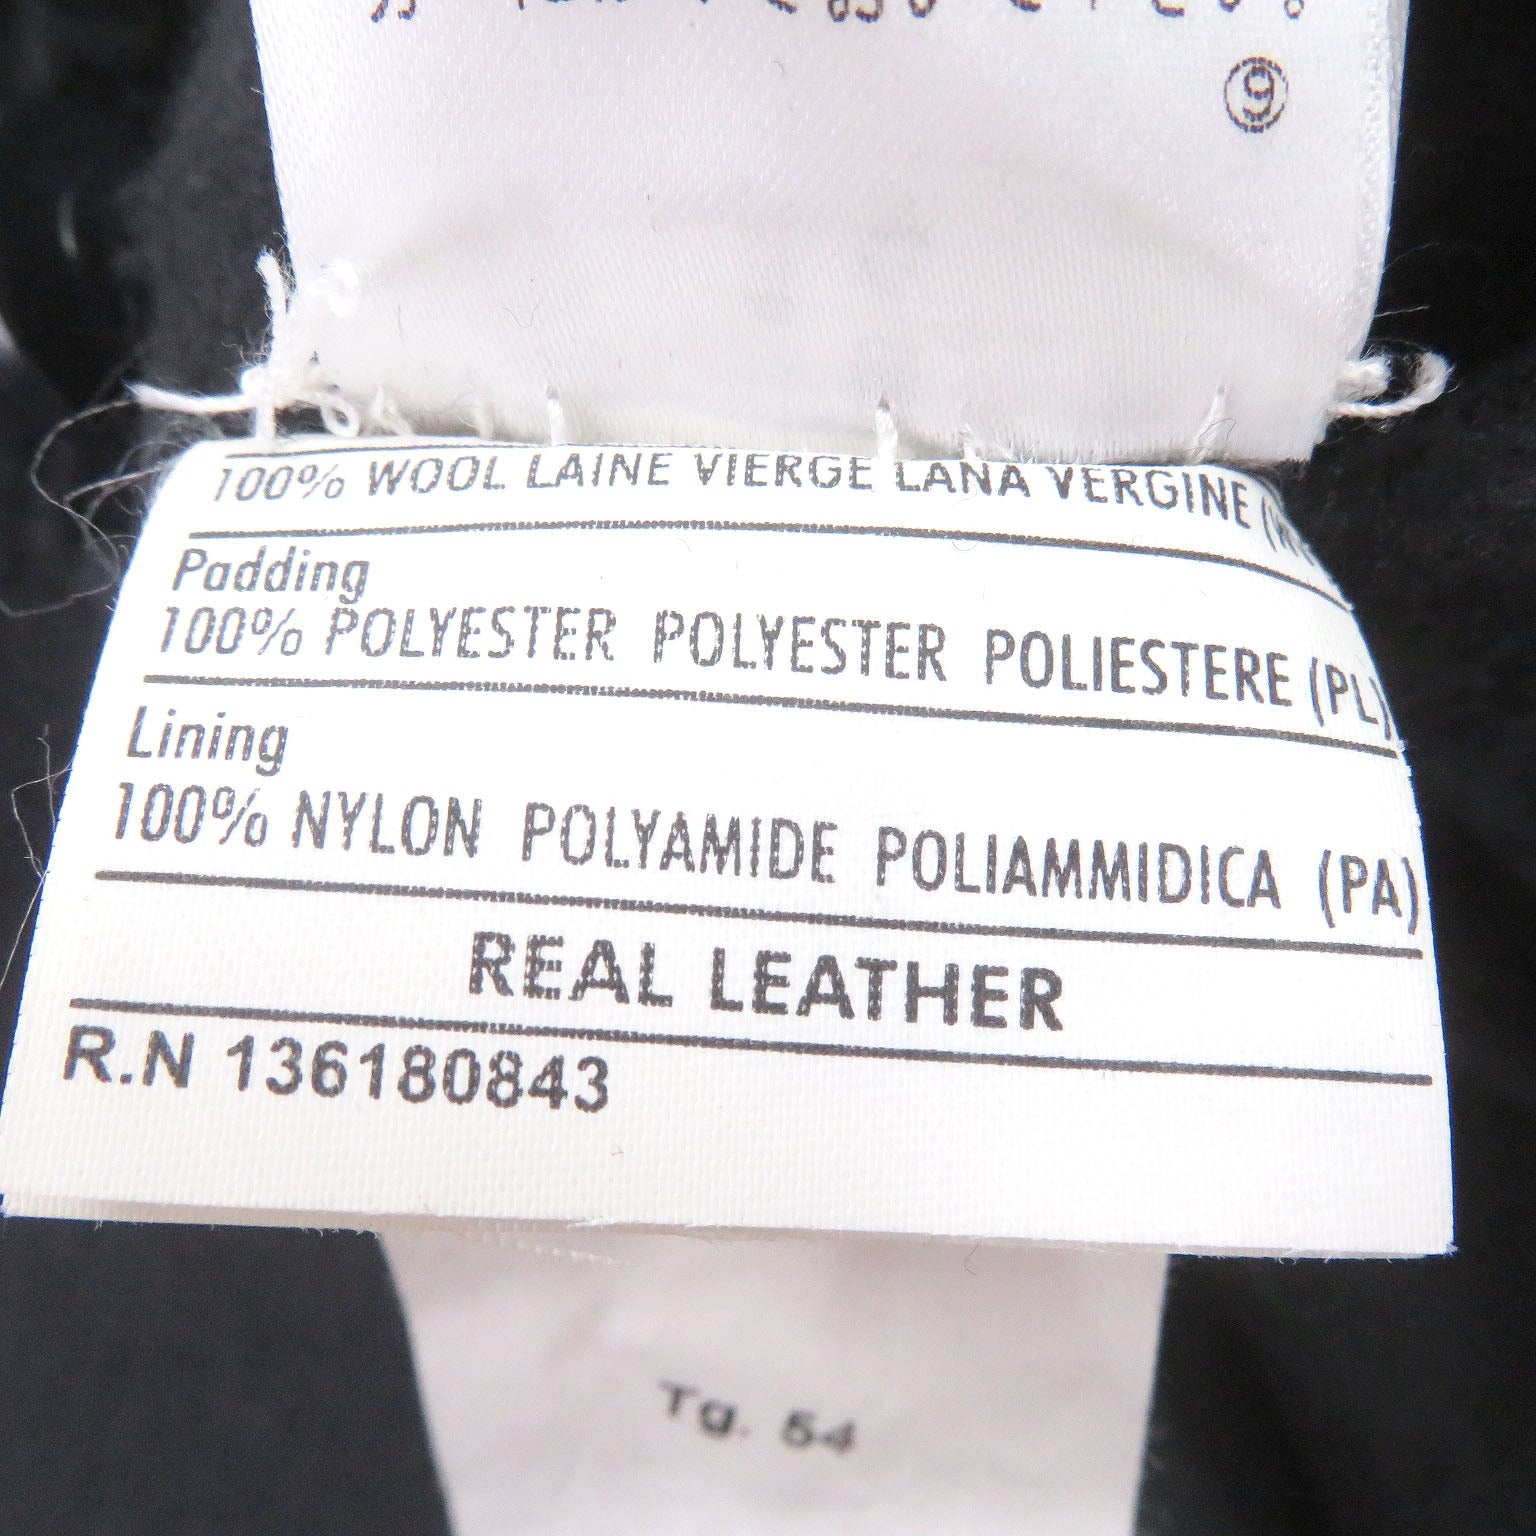 9
100% WOOL LAINE VIERGE LANA VERGINE
Padding
100% POLYESTER POLYESTER POLIESTERE (PL)
Lining
100% NYLON POLYAMIDE POLIAMMIDICA (PA)
REAL LEATHER
R.N 136180843
Tg. 54